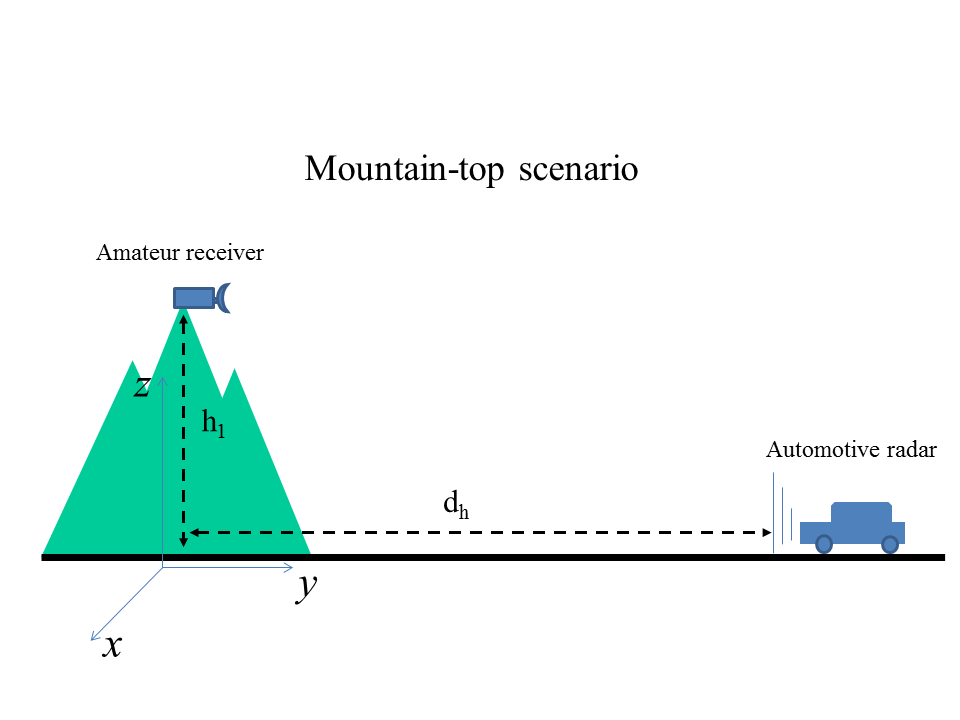 Mountain-top scenario
Amateur receiver
z
h1
Automotive radar
dh
y
x